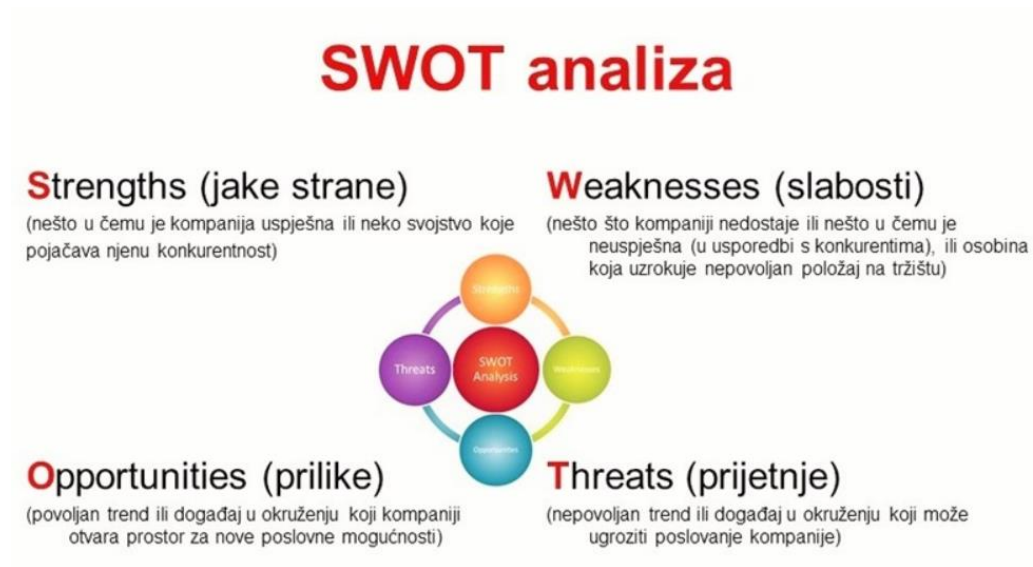 SWOT analiza
Strengths (jake strane)
(nešto u čemu je kompanija uspješna ili neko svojstvo koje
pojačava njenu konkurentnost)
Weaknesses (slabosti)
(nešto što kompaniji nedostaje ili nešto u čemu je
neuspješna (u usporedbi s konkurentima), ili osobina
koja uzrokuje nepovoljan položaj na tržištu)
Strengths
Threats
SWOT
Analysis
Weaknesses
Opportunities
Opportunities (prilike)
(povoljan trend ili događaj u okruženju koji kompaniji
otvara prostor za nove poslovne mogućnosti)
Threats (prijetnje)
(nepovoljan trend ili događaj u okruženju koji može
ugroziti poslovanje kompanije)